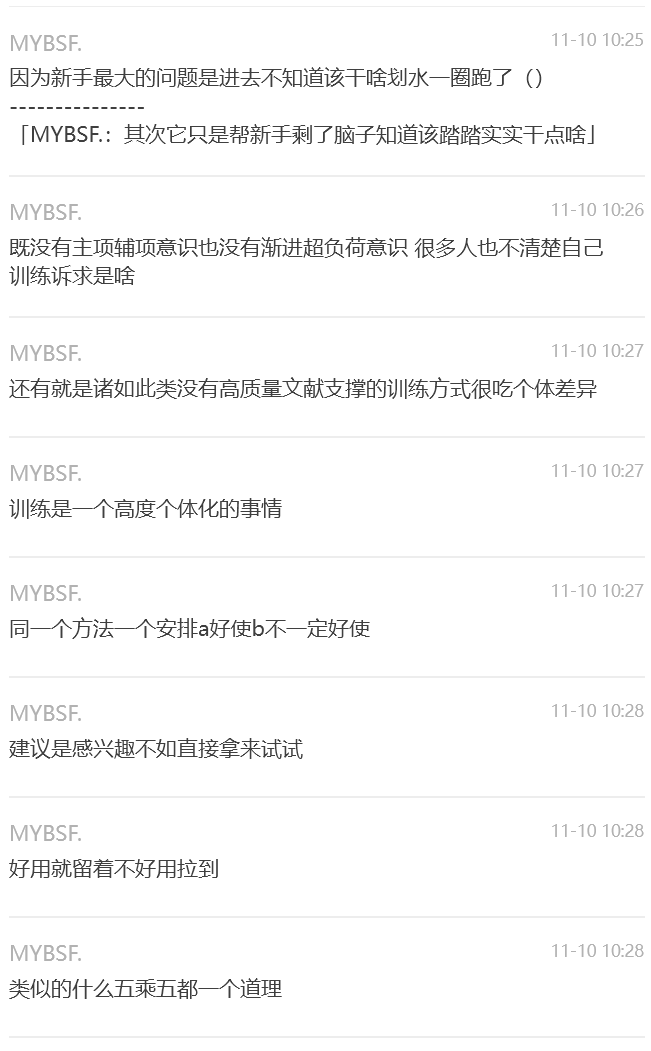 MYBSF.
11-10 10:25
因为新手最大的问题是进去不知道该干啥划水一圈跑了（）
---------------
「MYBSF.：其次它只是帮新手剩了脑子知道该踏踏实实干点啥」
MYBSF.
11-10 10:26
既没有主项辅项意识也没有渐进超负荷意识 很多人也不清楚自己
训练诉求是啥
MYBSF.
11-10 10:27
还有就是诸如此类没有高质量文献支撑的训练方式很吃个体差异
MYBSF.
11-10 10:27
训练是一个高度个体化的事情
MYBSF.
11-10 10:27
同一个方法一个安排a好使b不一定好使
MYBSF.
11-10 10:28
建议是感兴趣不如直接拿来试试
MYBSF.
11-10 10:28
好用就留着不好用拉到
MYBSF.
11-10 10:28
类似的什么五乘五都一个道理